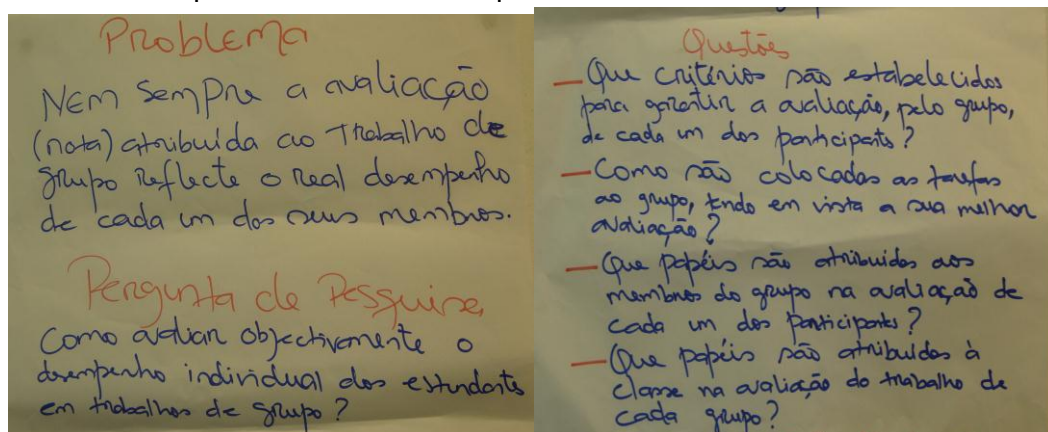 Problema
Nem sempre a avaliação
(nota) atribuída ao Trabalho de
grupo reflecte o real desempenho
de cada um dos seus membros.
Pergunta de Pesquisa
Como avaliar objectivamente o
desempenho individual dos estudantes
em trabalhos de grupo?
Questões
— Que critérios são estabelecidos
para garantir a avaliação, pelo grupo,
de cada um dos participants?
— Como são colocadas as tarefas
ao grupo, tendo em vista a sua melhor
avaliação?
— Que papéis são atribuidos aos
membros do grupo na avaliação de
cada um dos participants?
— Que papéis são atribuídos à
classe na avaliação do trabalho de
cada grupo?